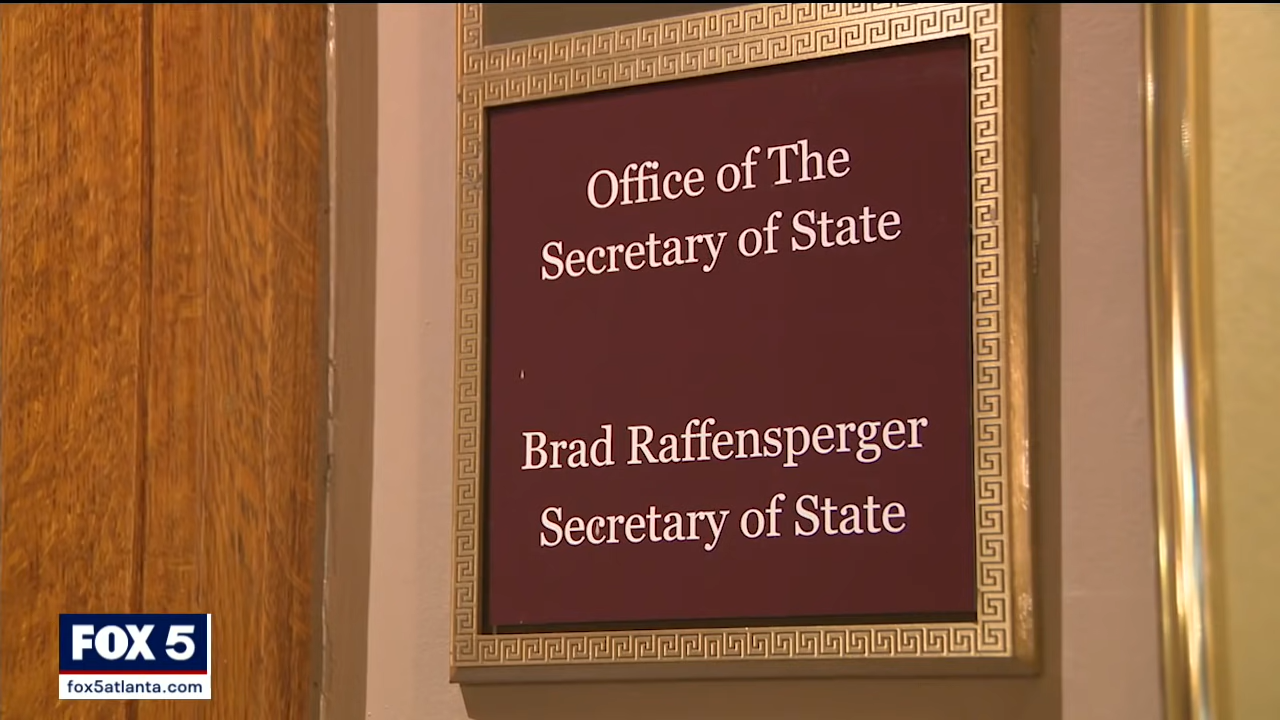 Office of The
Secretary of State
Brad Raffensperger
Secretary of State
FOX 5
fox5atlanta.com